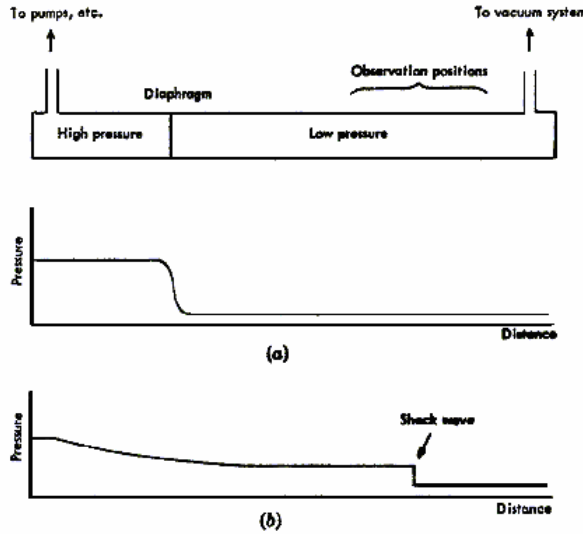 To pumps, etc.
To vacuum system
Observation positions
Diaphragm
High pressure
Low pressure
Pressure
Distance
(a)
Pressure
Shock wave
Distance
(b)